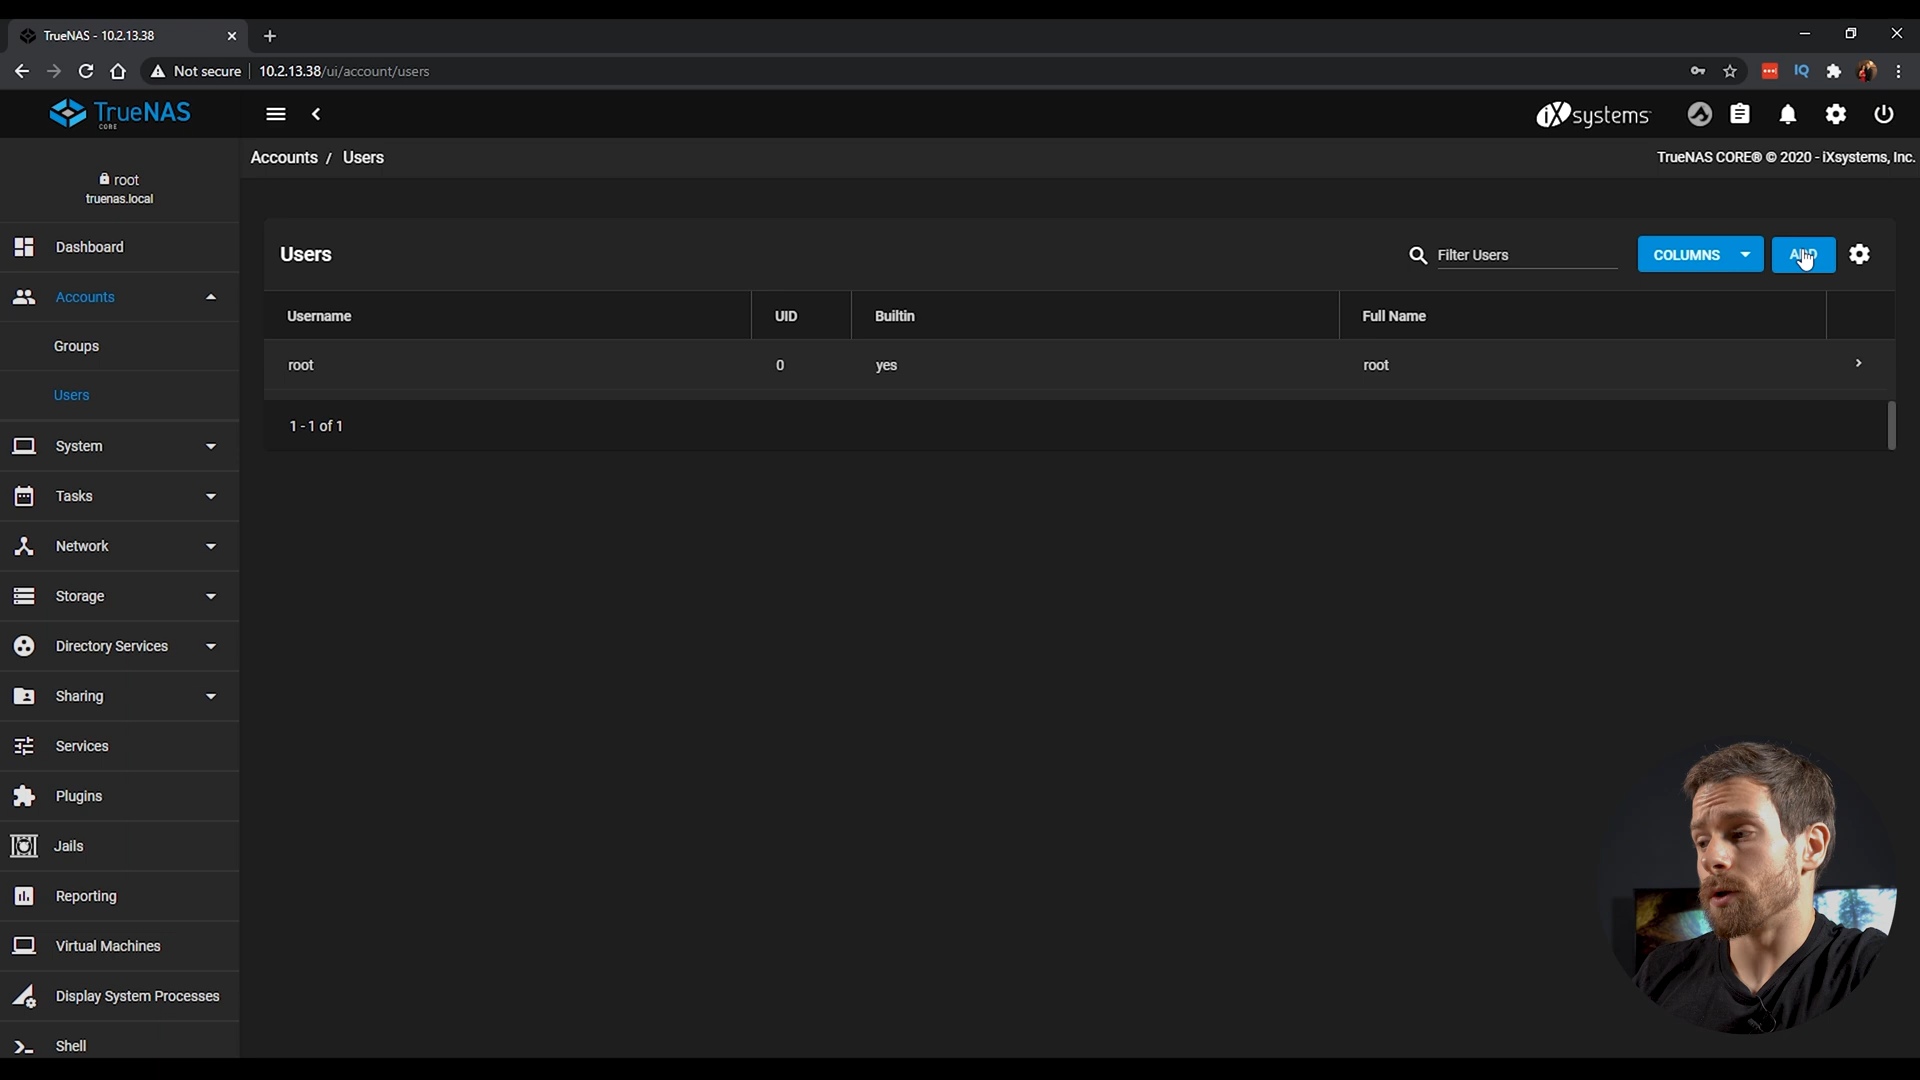 TrueNAS - 10.2.13.38
Not secure
10.2.13.38/ui/account/users
IQ
TrueNAS
CORE
iXsystems
Accounts / Users
TrueNAS CORE® © 2020 - iXsystems, Inc.
root
truenas.local
Dashboard
Accounts
Groups
Users
System
Tasks
Network
Storage
Directory Services
Sharing
Services
Plugins
Jails
Reporting
Virtual Machines
Display System Processes
Shell
Users
Filter Users
COLUMNS
ADD
Username UID Builtin Full Name
root 0 yes root
1 - 1 of 1